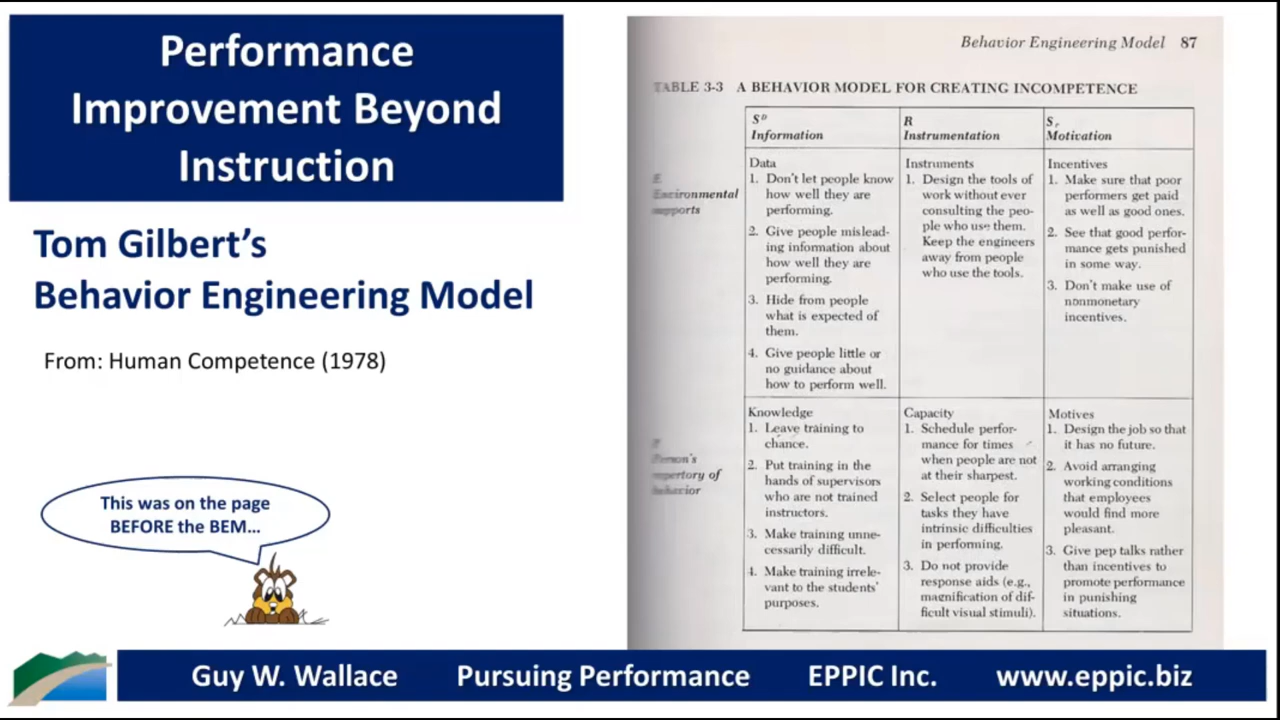 Performance
Improvement Beyond
Instruction
Tom Gilbert's
Behavior Engineering Model
From: Human Competence (1978)
This was on the page
BEFORE the BEM...
Behavior Engineering Model 87
TABLE 3-3 A BEHAVIOR MODEL FOR CREATING INCOMPETENCE
S^D
Information
R
Instrumentation
S_r
Motivation
E
Environmental
supports
Data
1. Don't let people know
how well they are
performing.
2. Give people mislead-
ing information about
how well they are
performing.
3. Hide from people
what is expected of
them.
4. Give people little or
no guidance about
how to perform well.
Instruments
1. Design the tools of
work without ever
consulting the peo-
ple who use them.
Keep the engineers
away from people
who use the tools.
Incentives
1. Make sure that poor
performers get paid
as well as good ones.
2. See that good perfor-
mance gets punished
in some way.
3. Don't make use of
nonmonetary
incentives.
P
Person's
repertory of
behavior
Knowledge
1. Leave training to
chance.
2. Put training in the
hands of supervisors
who are not trained
instructors.
3. Make training unne-
cessarily difficult.
4. Make training irrele-
vant to the students'
purposes.
Capacity
1. Schedule perfor-
mance for times
when people are not
at their sharpest.
2. Select people for
tasks they have
intrinsic difficulties
in performing.
3. Do not provide
response aids (e.g.,
magnification of dif-
ficult visual stimuli).
Motives
1. Design the job so that
it has no future.
2. Avoid arranging
working conditions
that employees
would find more
pleasant.
3. Give pep talks rather
than incentives to
promote performance
in punishing
situations.
Guy W. Wallace Pursuing Performance EPPIC Inc. www.eppic.biz